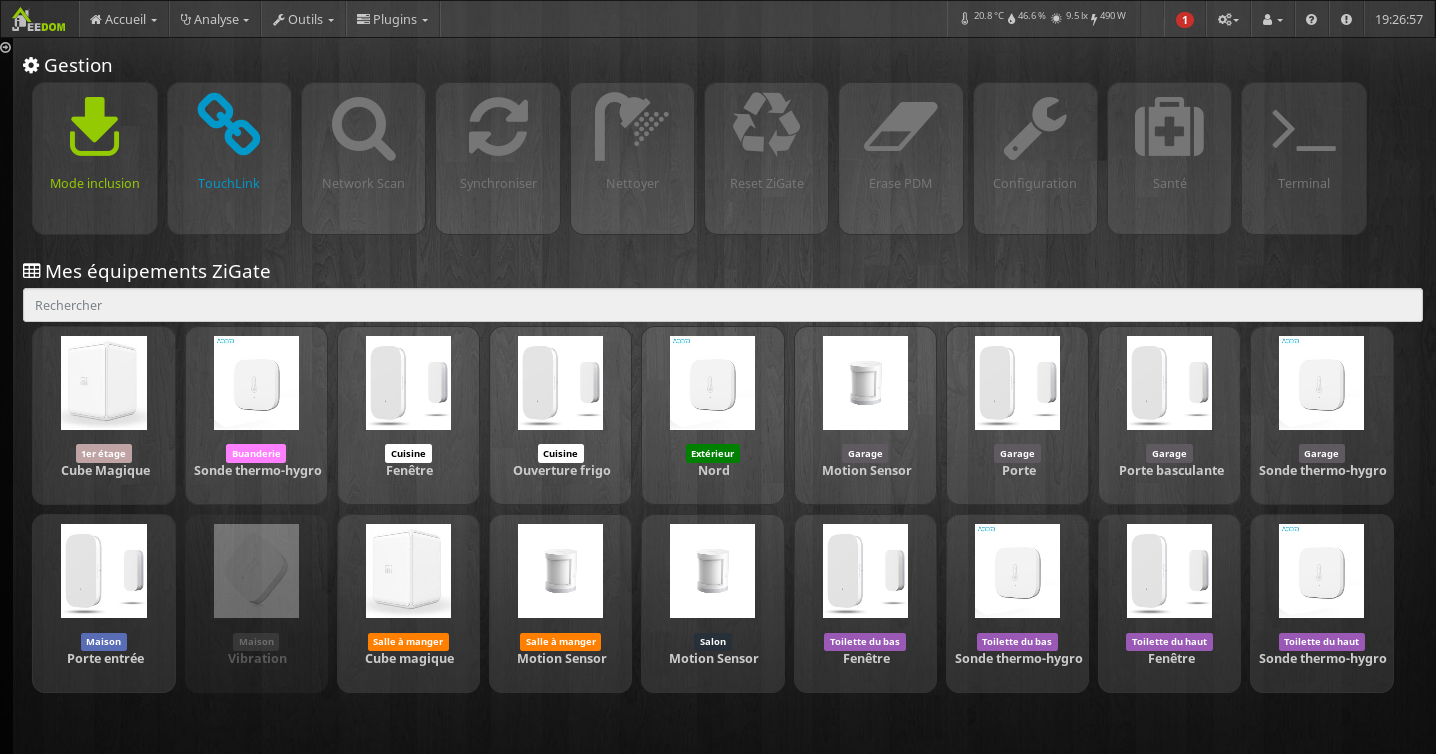 JEEDOM Accueil Analyse Outils Plugins 20.8 °C 46.6 % 9.5 lx 490 W 1 19:26:57
Gestion
Mode inclusion TouchLink Network Scan Synchroniser Nettoyer Reset ZiGate Erase PDM Configuration Santé Terminal
Mes équipements ZiGate
Rechercher
1er étage Buanderie Cuisine Cuisine Extérieur Garage Garage Garage Garage
Cube Magique Sonde thermo-hygro Fenêtre Ouverture frigo Nord Motion Sensor Porte Porte basculante Sonde thermo-hygro
Maison Maison Salle à manger Salle à manger Salon Toilette du bas Toilette du bas Toilette du haut Toilette du haut
Porte entrée Vibration Cube magique Motion Sensor Motion Sensor Fenêtre Sonde thermo-hygro Fenêtre Sonde thermo-hygro